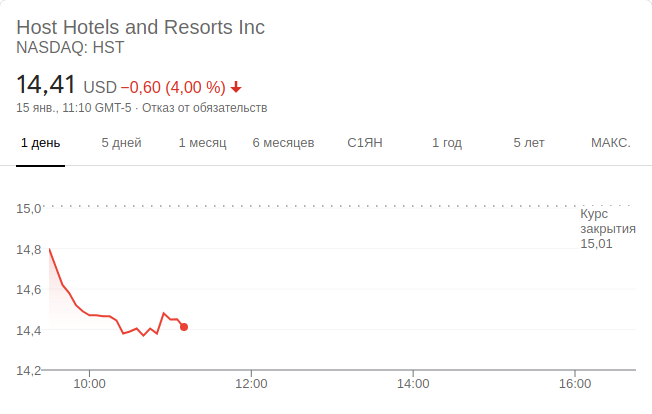 Host Hotels and Resorts Inc
NASDAQ: HST
14,41 USD −0,60 (4,00 %)
15 янв., 11:10 GMT-5 · Отказ от обязательств
1 день 5 дней 1 месяц 6 месяцев С1ЯН 1 год 5 лет МАКС.
15,0
Курс
закрытия
15,01
14,8
14,6
14,4
14,2
10:00 12:00 14:00 16:00